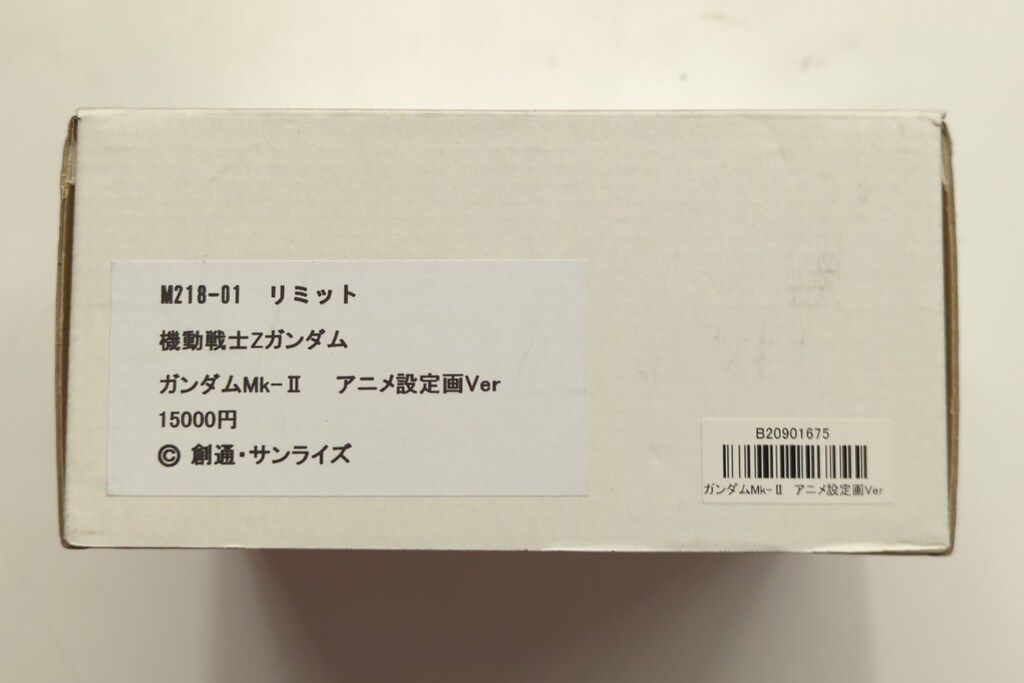 M218-01　リミット
機動戦士Zガンダム
ガンダムMk-Ⅱ　アニメ設定画Ver
15000円
© 創通・サンライズ
B20901675
ガンダムMk-Ⅱ　アニメ設定画Ver